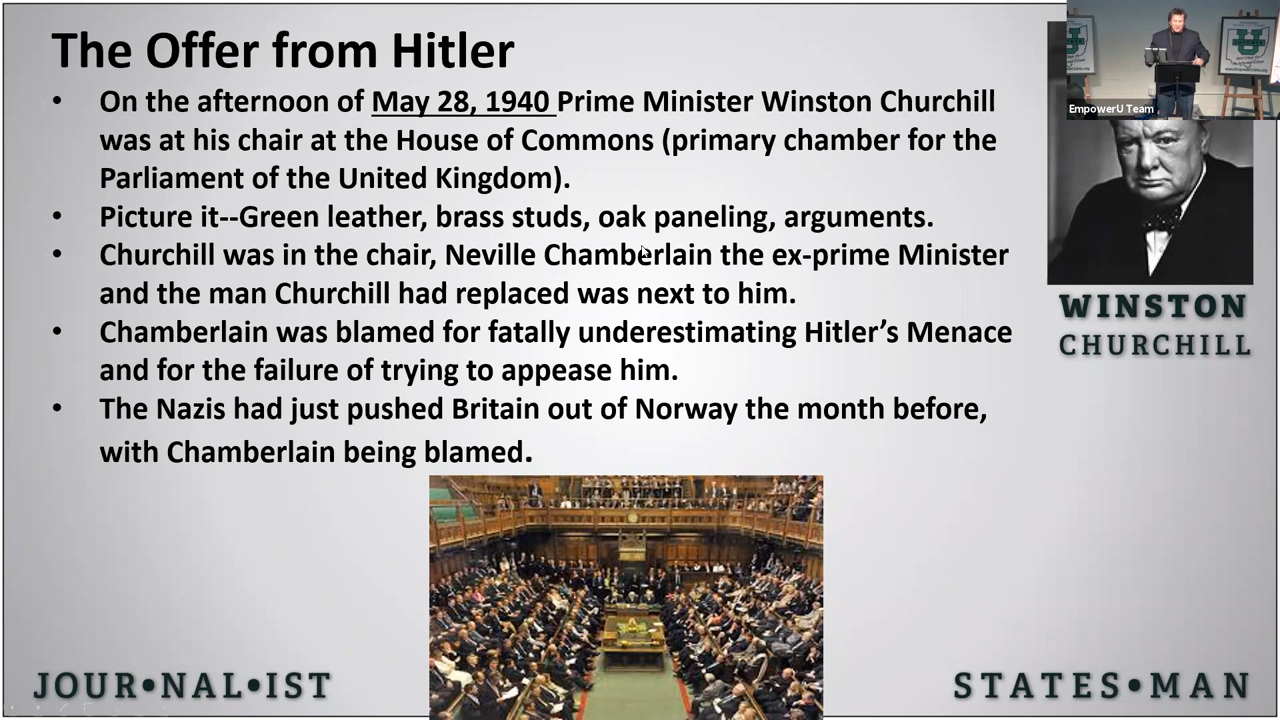 The Offer from Hitler
• On the afternoon of May 28, 1940 Prime Minister Winston Churchill
was at his chair at the House of Commons (primary chamber for the
Parliament of the United Kingdom).
• Picture it--Green leather, brass studs, oak paneling, arguments.
• Churchill was in the chair, Neville Chamberlain the ex-prime Minister
and the man Churchill had replaced was next to him.
• Chamberlain was blamed for fatally underestimating Hitler’s Menace
and for the failure of trying to appease him.
• The Nazis had just pushed Britain out of Norway the month before,
with Chamberlain being blamed.
EmpowerU Team
WINSTON
CHURCHILL
JOUR•NAL•IST
STATES•MAN